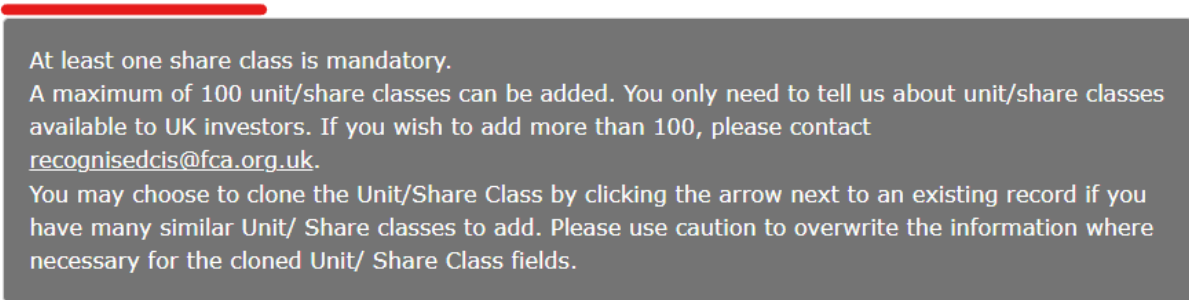 At least one share class is mandatory.
A maximum of 100 unit/share classes can be added. You only need to tell us about unit/share classes
available to UK investors. If you wish to add more than 100, please contact
recognisedcis@fca.org.uk.
You may choose to clone the Unit/Share Class by clicking the arrow next to an existing record if you
have many similar Unit/ Share classes to add. Please use caution to overwrite the information where
necessary for the cloned Unit/ Share Class fields.